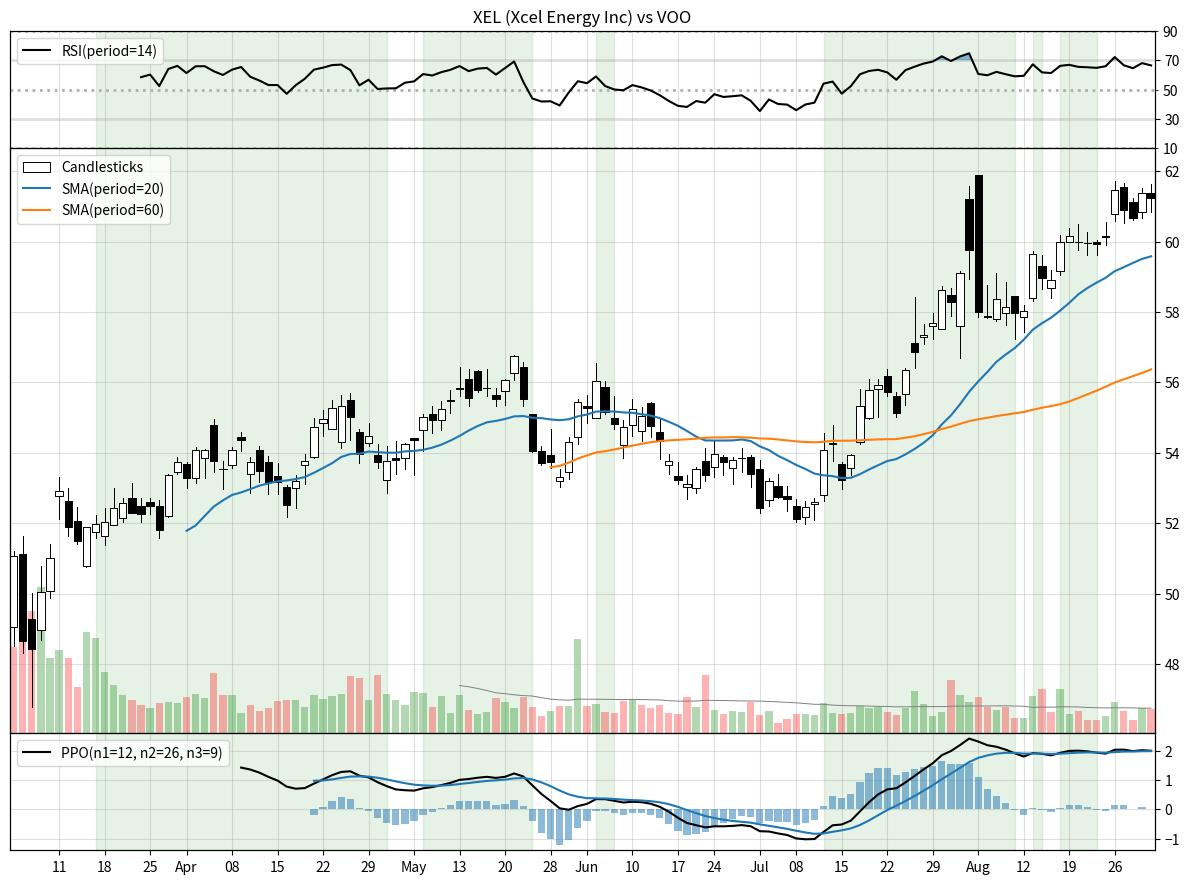 XEL (Xcel Energy Inc) vs VOO
RSI(period=14)
90
70
50
30
10
Candlesticks
SMA(period=20)
SMA(period=60)
62
60
58
56
54
52
50
48
PPO(n1=12, n2=26, n3=9)
2
1
0
−1
11 18 25 Apr 08 15 22 29 May 13 20 28 Jun 10 17 24 Jul 08 15 22 29 Aug 12 19 26